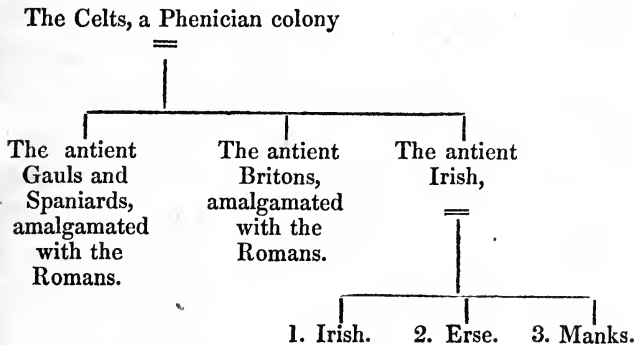 The Celts, a Phenician colony
The antient
Gauls and
Spaniards,
amalgamated
with the
Romans.
The antient
Britons,
amalgamated
with the
Romans.
The antient
Irish,
1. Irish. 2. Erse. 3. Manks.